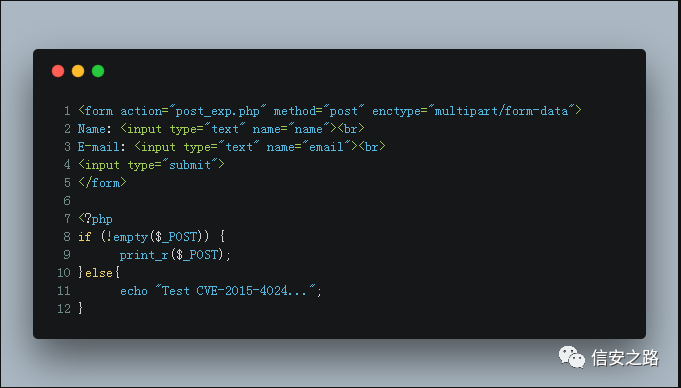 1 <form action="post_exp.php" method="post" enctype="multipart/form-data">
2 Name: <input type="text" name="name"><br>
3 E-mail: <input type="text" name="email"><br>
4 <input type="submit">
5 </form>
6
7 <?php
8 if (!empty($_POST)) {
9 print_r($_POST);
10 }else{
11 echo "Test CVE-2015-4024...";
12 }
信安之路